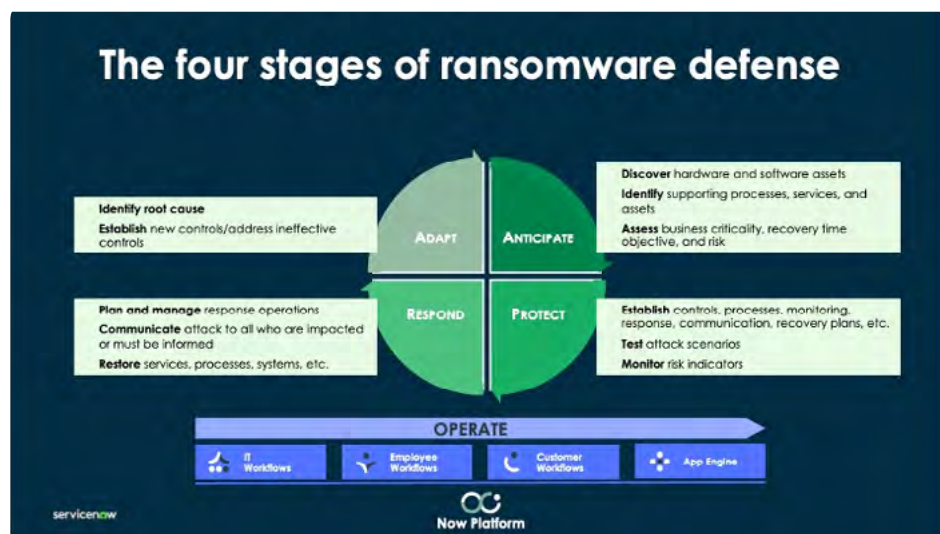 The four stages of ransomware defense
Identify root cause
Establish new controls/address ineffective
controls
ADAPT
ANTICIPATE
Discover hardware and software assets
Identify supporting processes, services, and
assets
Assess business criticality, recovery time
objective, and risk
Plan and manage response operations
Communicate attack to all who are impacted
or must be informed
Restore services, processes, systems, etc.
RESPOND
PROTECT
Establish controls, processes, monitoring,
response, communication, recovery plans, etc.
Test attack scenarios
Monitor risk indicators
OPERATE
IT
Workflows
Employee
Workflows
Customer
Workflows
App Engine
servicenow
Now Platform